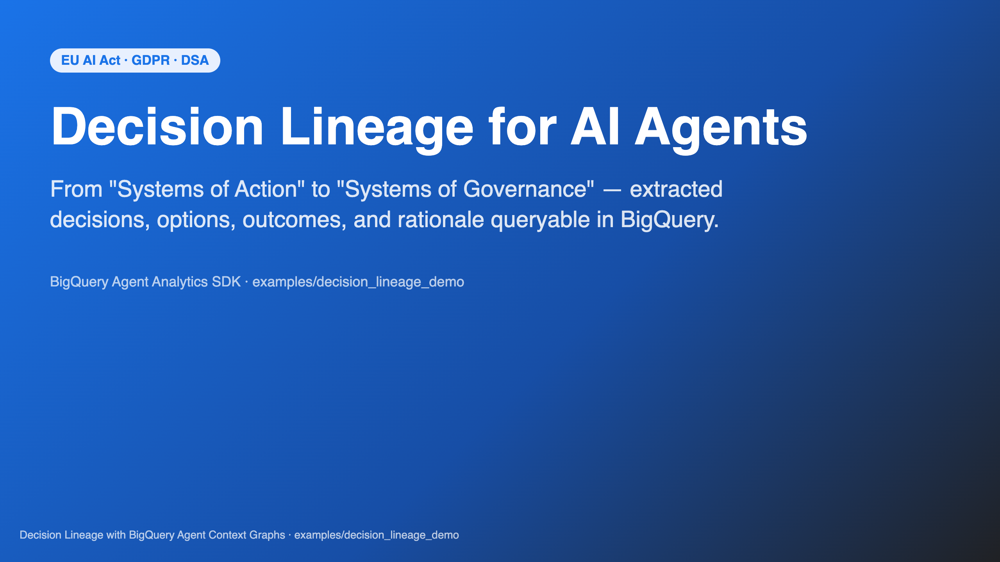 EU AI Act · GDPR · DSA
Decision Lineage for AI Agents
From "Systems of Action" to "Systems of Governance" — extracted
decisions, options, outcomes, and rationale queryable in BigQuery.
BigQuery Agent Analytics SDK · examples/decision_lineage_demo
Decision Lineage with BigQuery Agent Context Graphs · examples/decision_lineage_demo